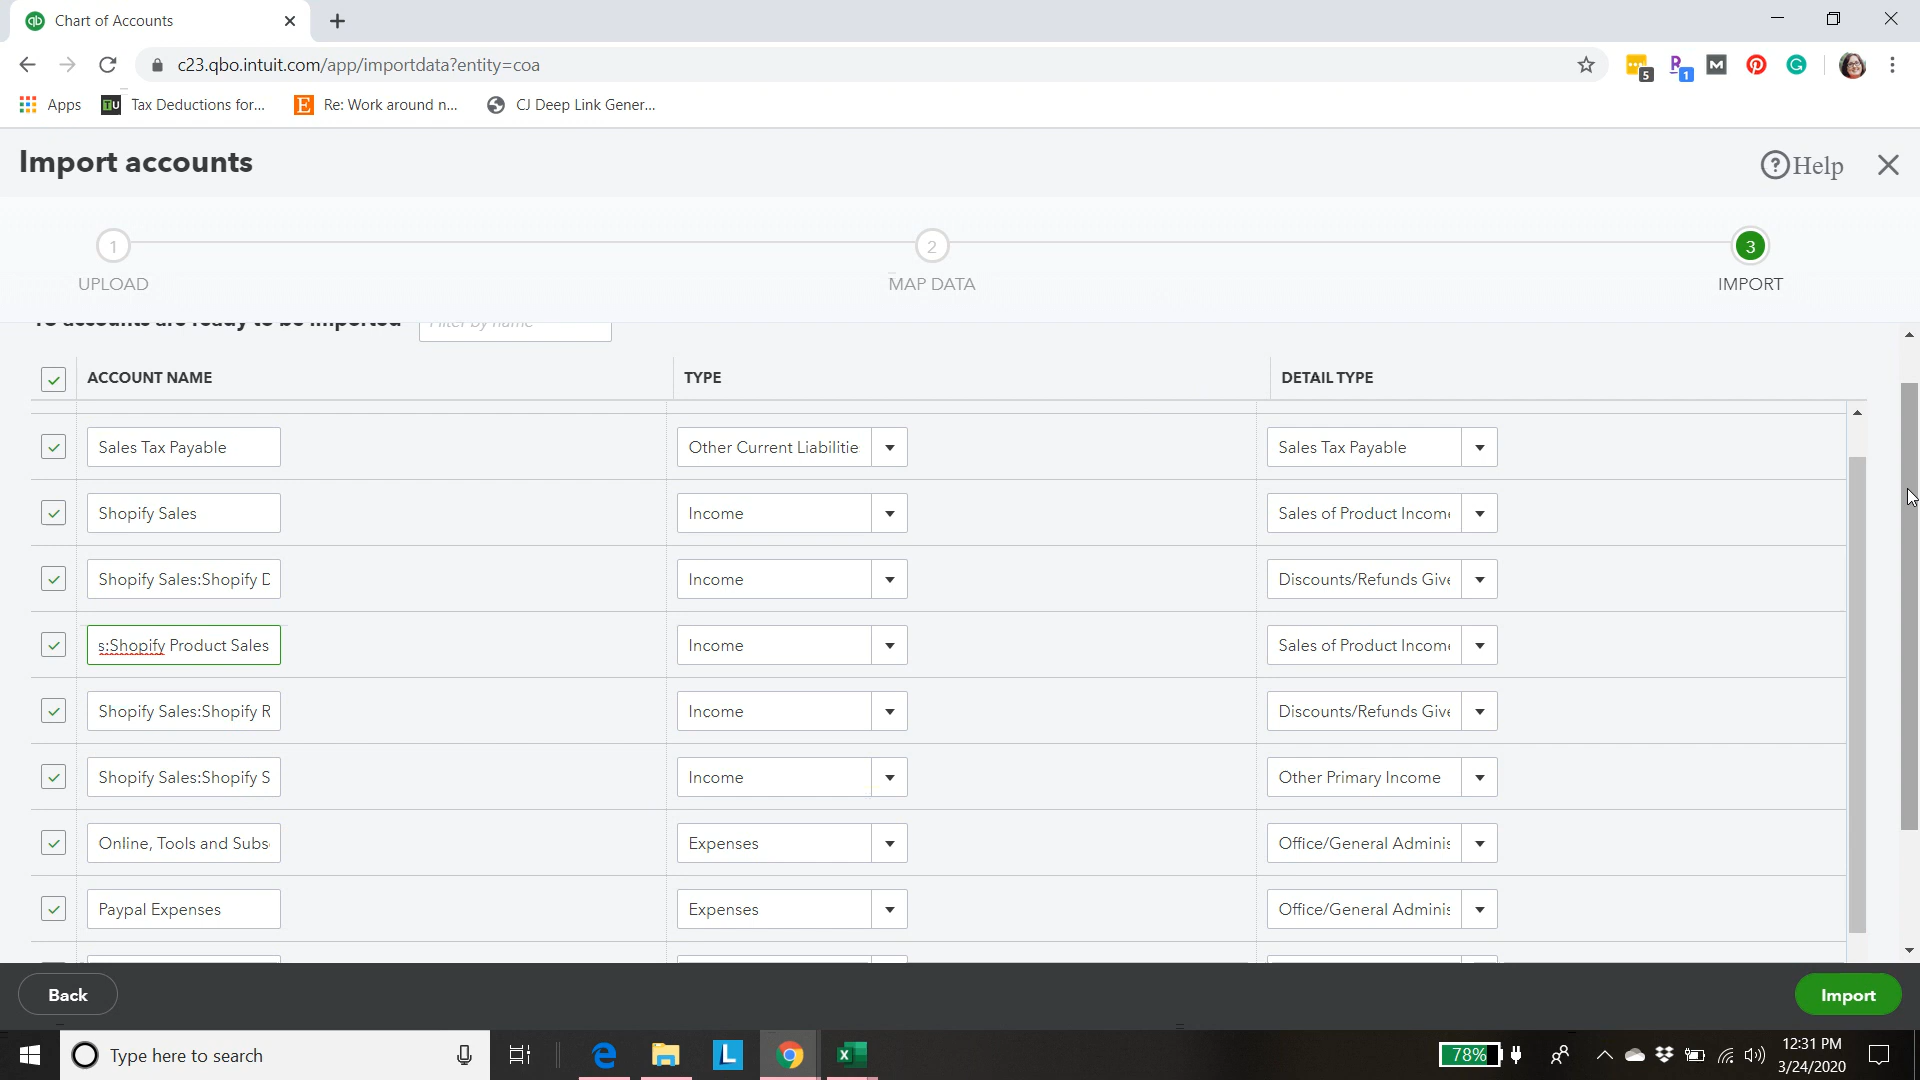 Chart of Accounts
c23.qbo.intuit.com/app/importdata?entity=coa
5
1
Apps
TU Tax Deductions for...
E Re: Work around n...
CJ Deep Link Gener...
Import accounts
Help
1
2
3
UPLOAD
MAP DATA
IMPORT
accounts are ready to be imported
Filter by name
ACCOUNT NAME
TYPE
DETAIL TYPE
Sales Tax Payable
Other Current Liabilitie
Sales Tax Payable
Shopify Sales
Income
Sales of Product Incom
Shopify Sales:Shopify D
Income
Discounts/Refunds Give
s:Shopify Product Sales
Income
Sales of Product Incom
Shopify Sales:Shopify R
Income
Discounts/Refunds Give
Shopify Sales:Shopify S
Income
Other Primary Income
Online, Tools and Subs
Expenses
Office/General Adminis
Paypal Expenses
Expenses
Office/General Adminis
Back
Import
Type here to search
78%
12:31 PM
3/24/2020